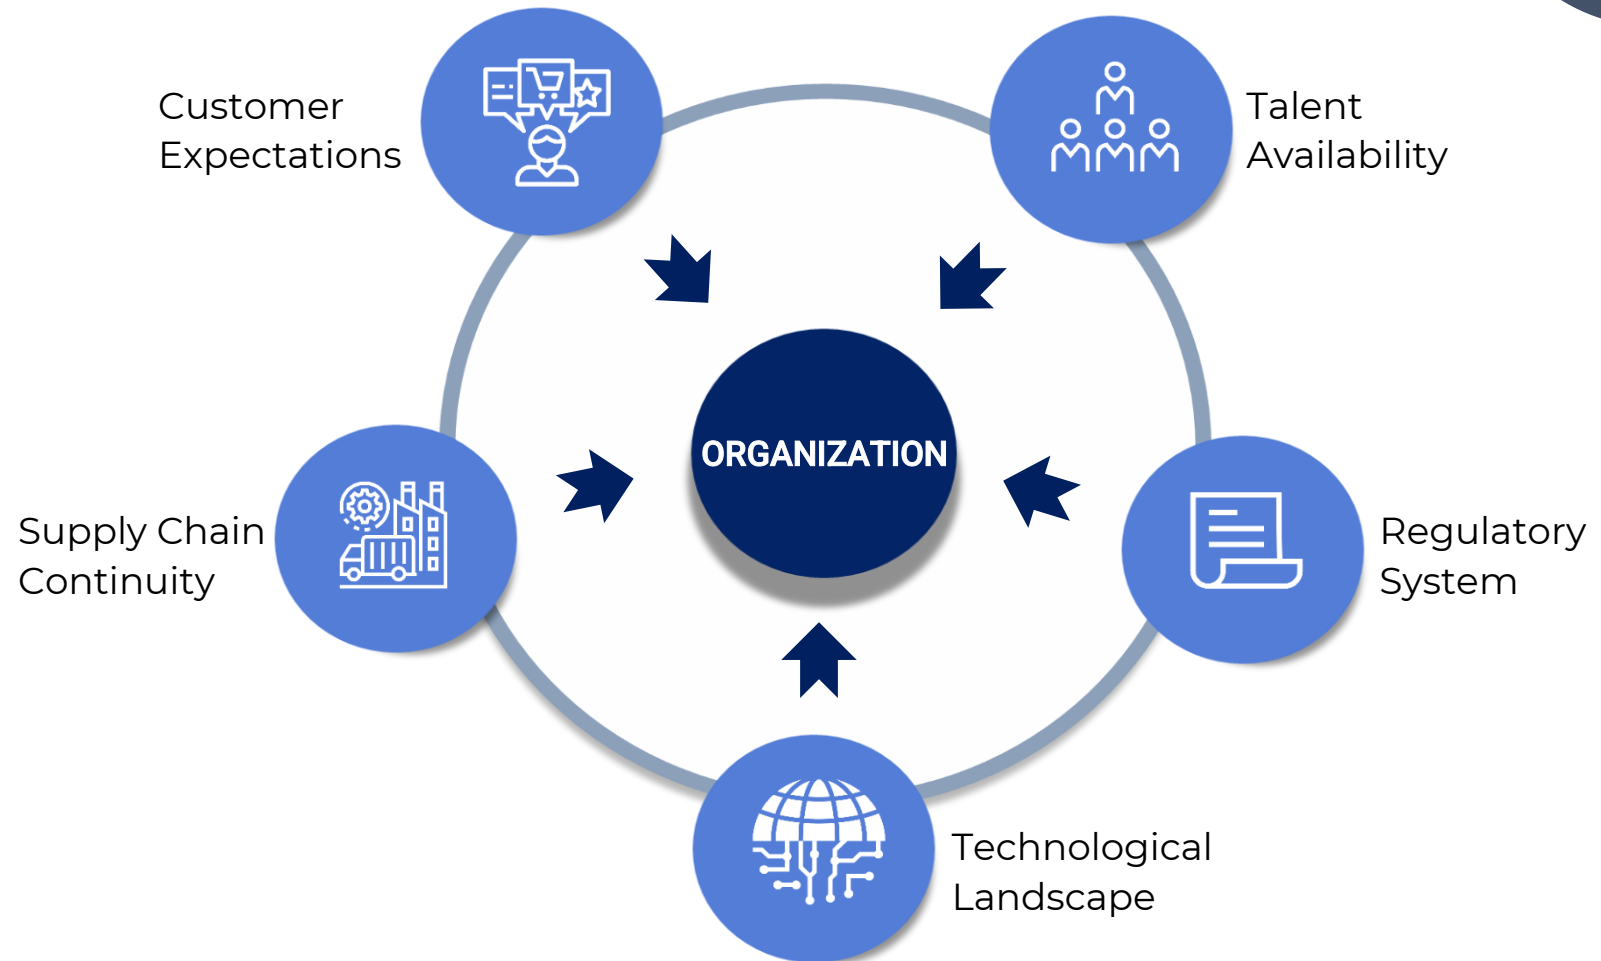 Customer
Expectations
Talent
Availability
ORGANIZATION
Supply Chain
Continuity
Regulatory
System
Technological
Landscape